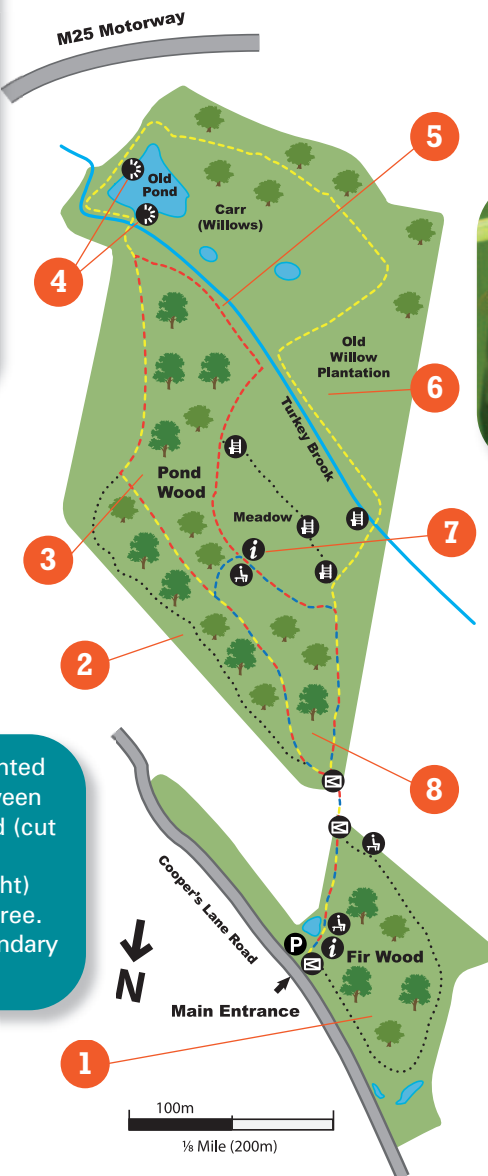 M25 Motorway
5
Old
Pond
Carr
(Willows)
4
Old
Willow
Plantation
6
Turkey Brook
Pond
Wood
Meadow
i
7
3
2
8
nted
een
d (cut
ht)
ree.
ndary
Cooper's Lane Road
P
i
Fir Wood
N
Main Entrance
1
100m
⅛ Mile (200m)